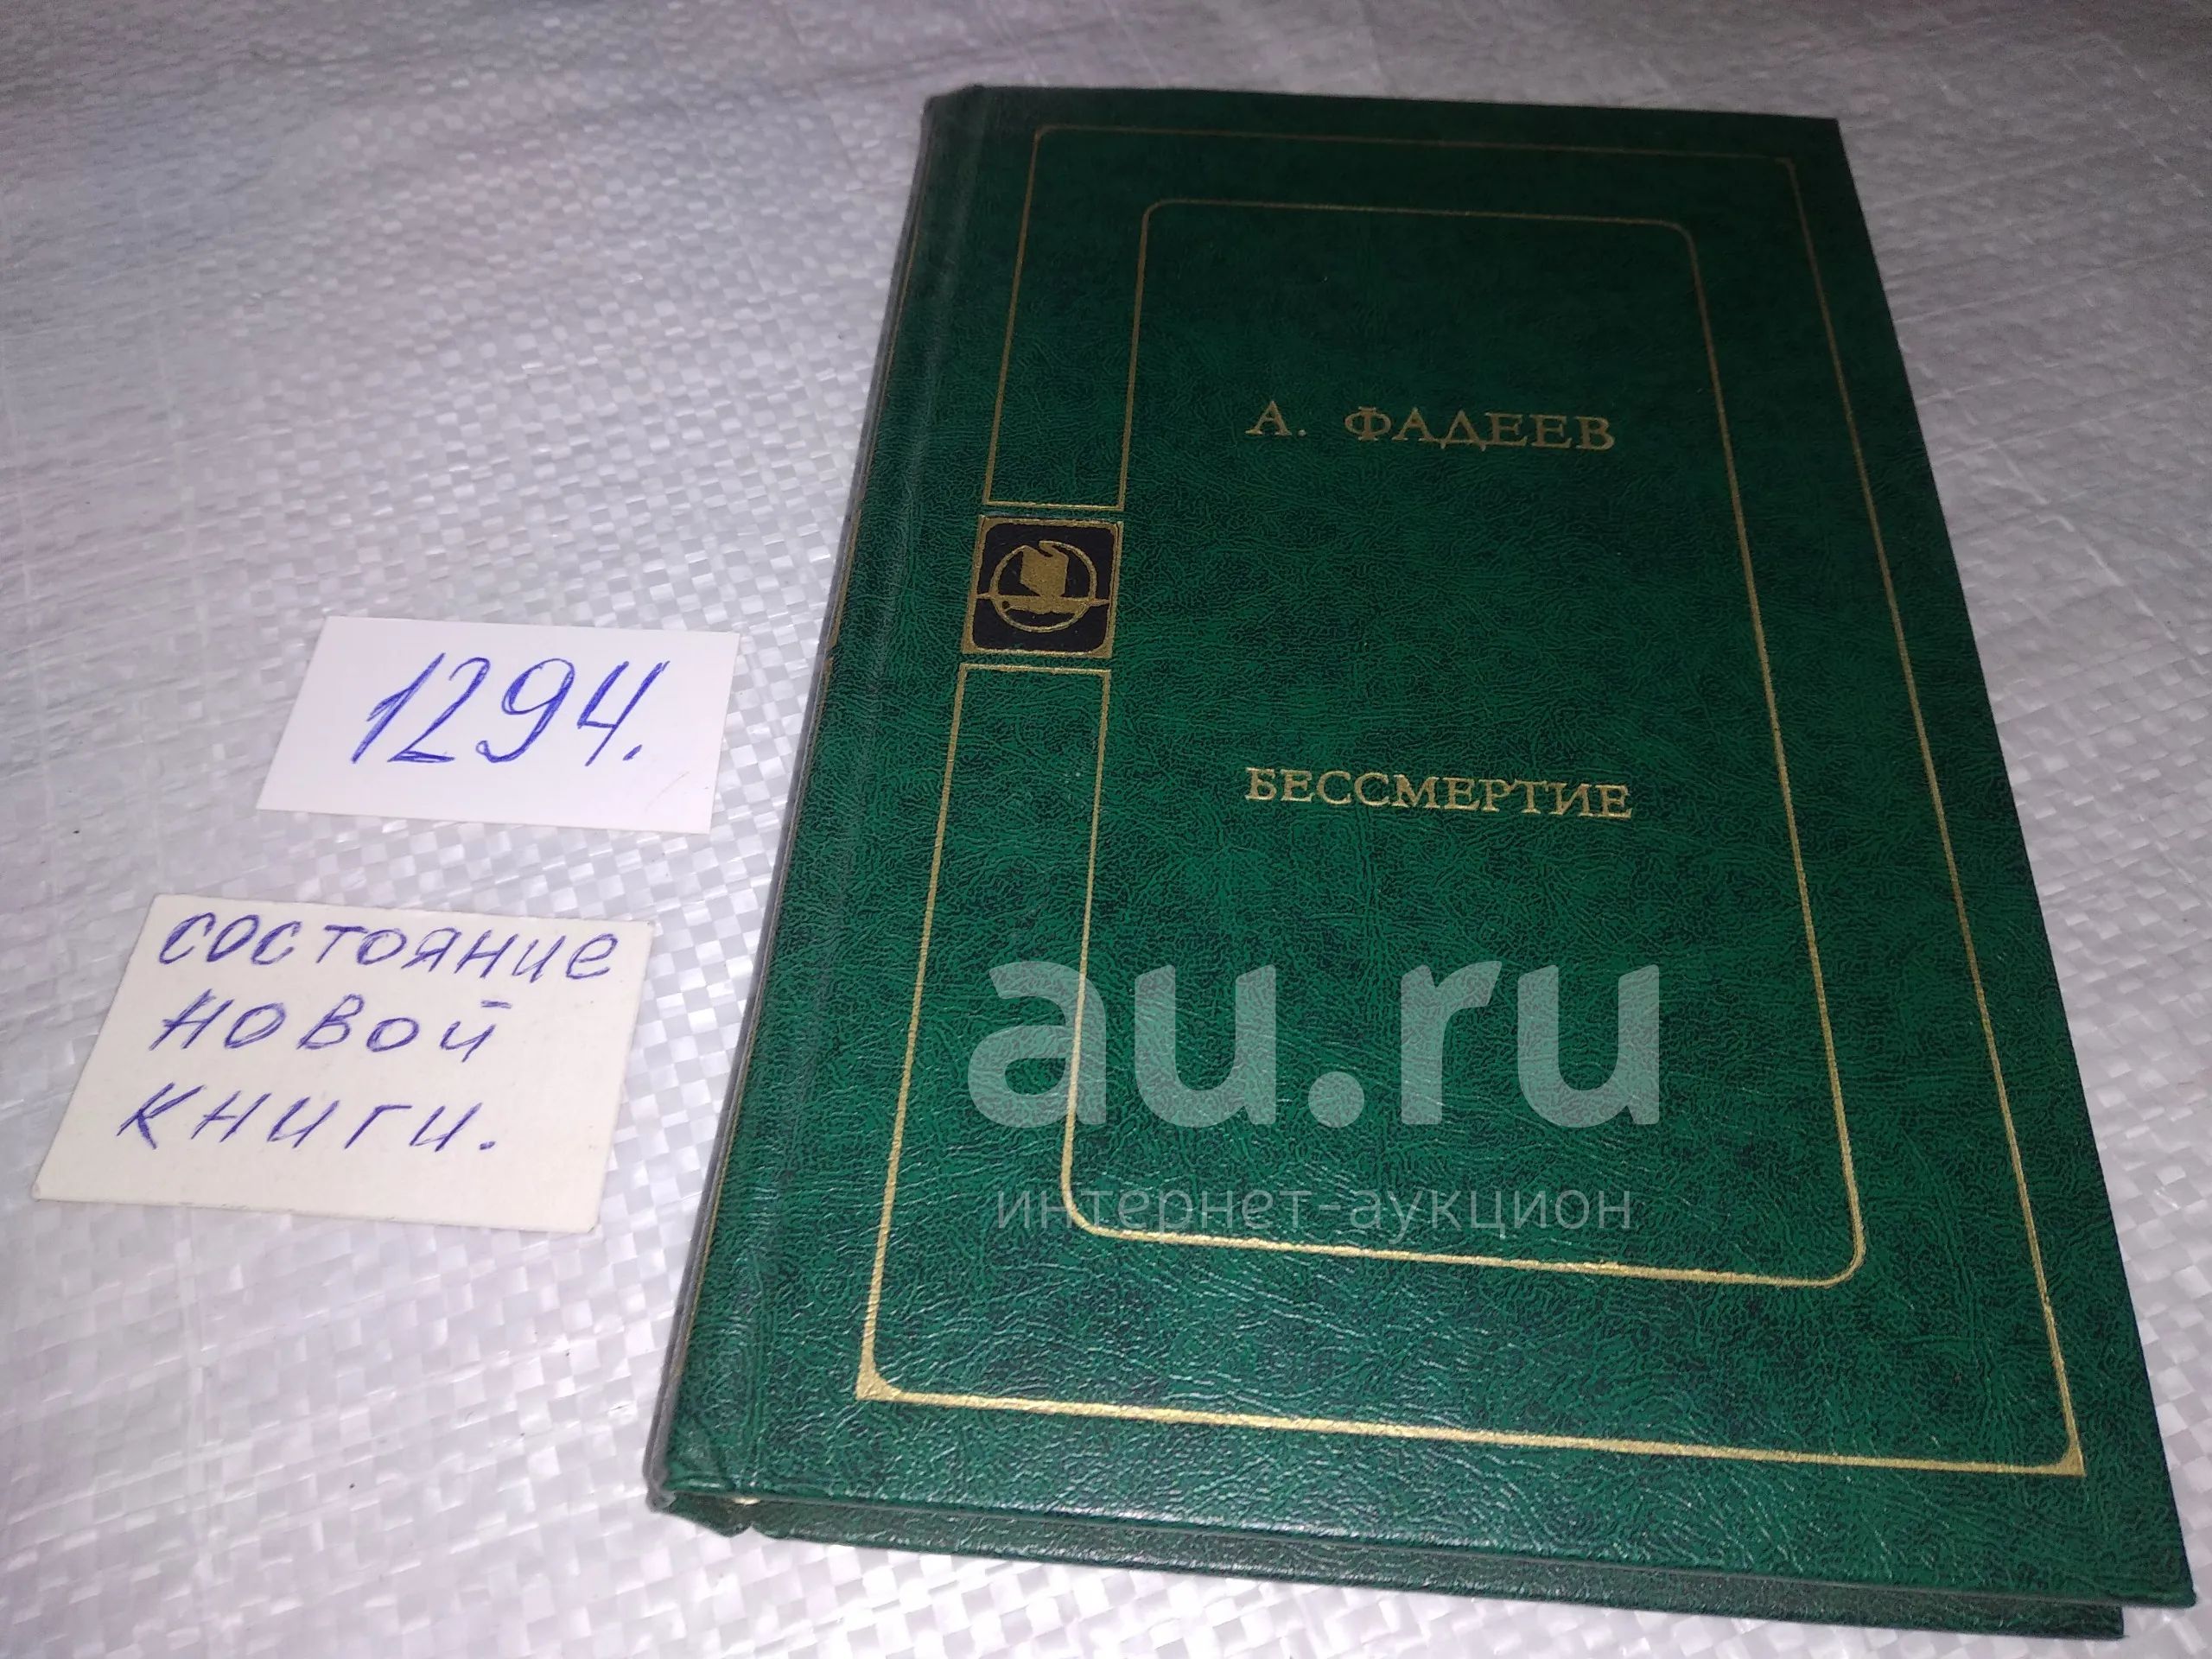 А. ФАДЕЕВ
БЕССМЕРТИЕ
1294.
состояние
новой
книги.
au.ru
интернет-аукцион